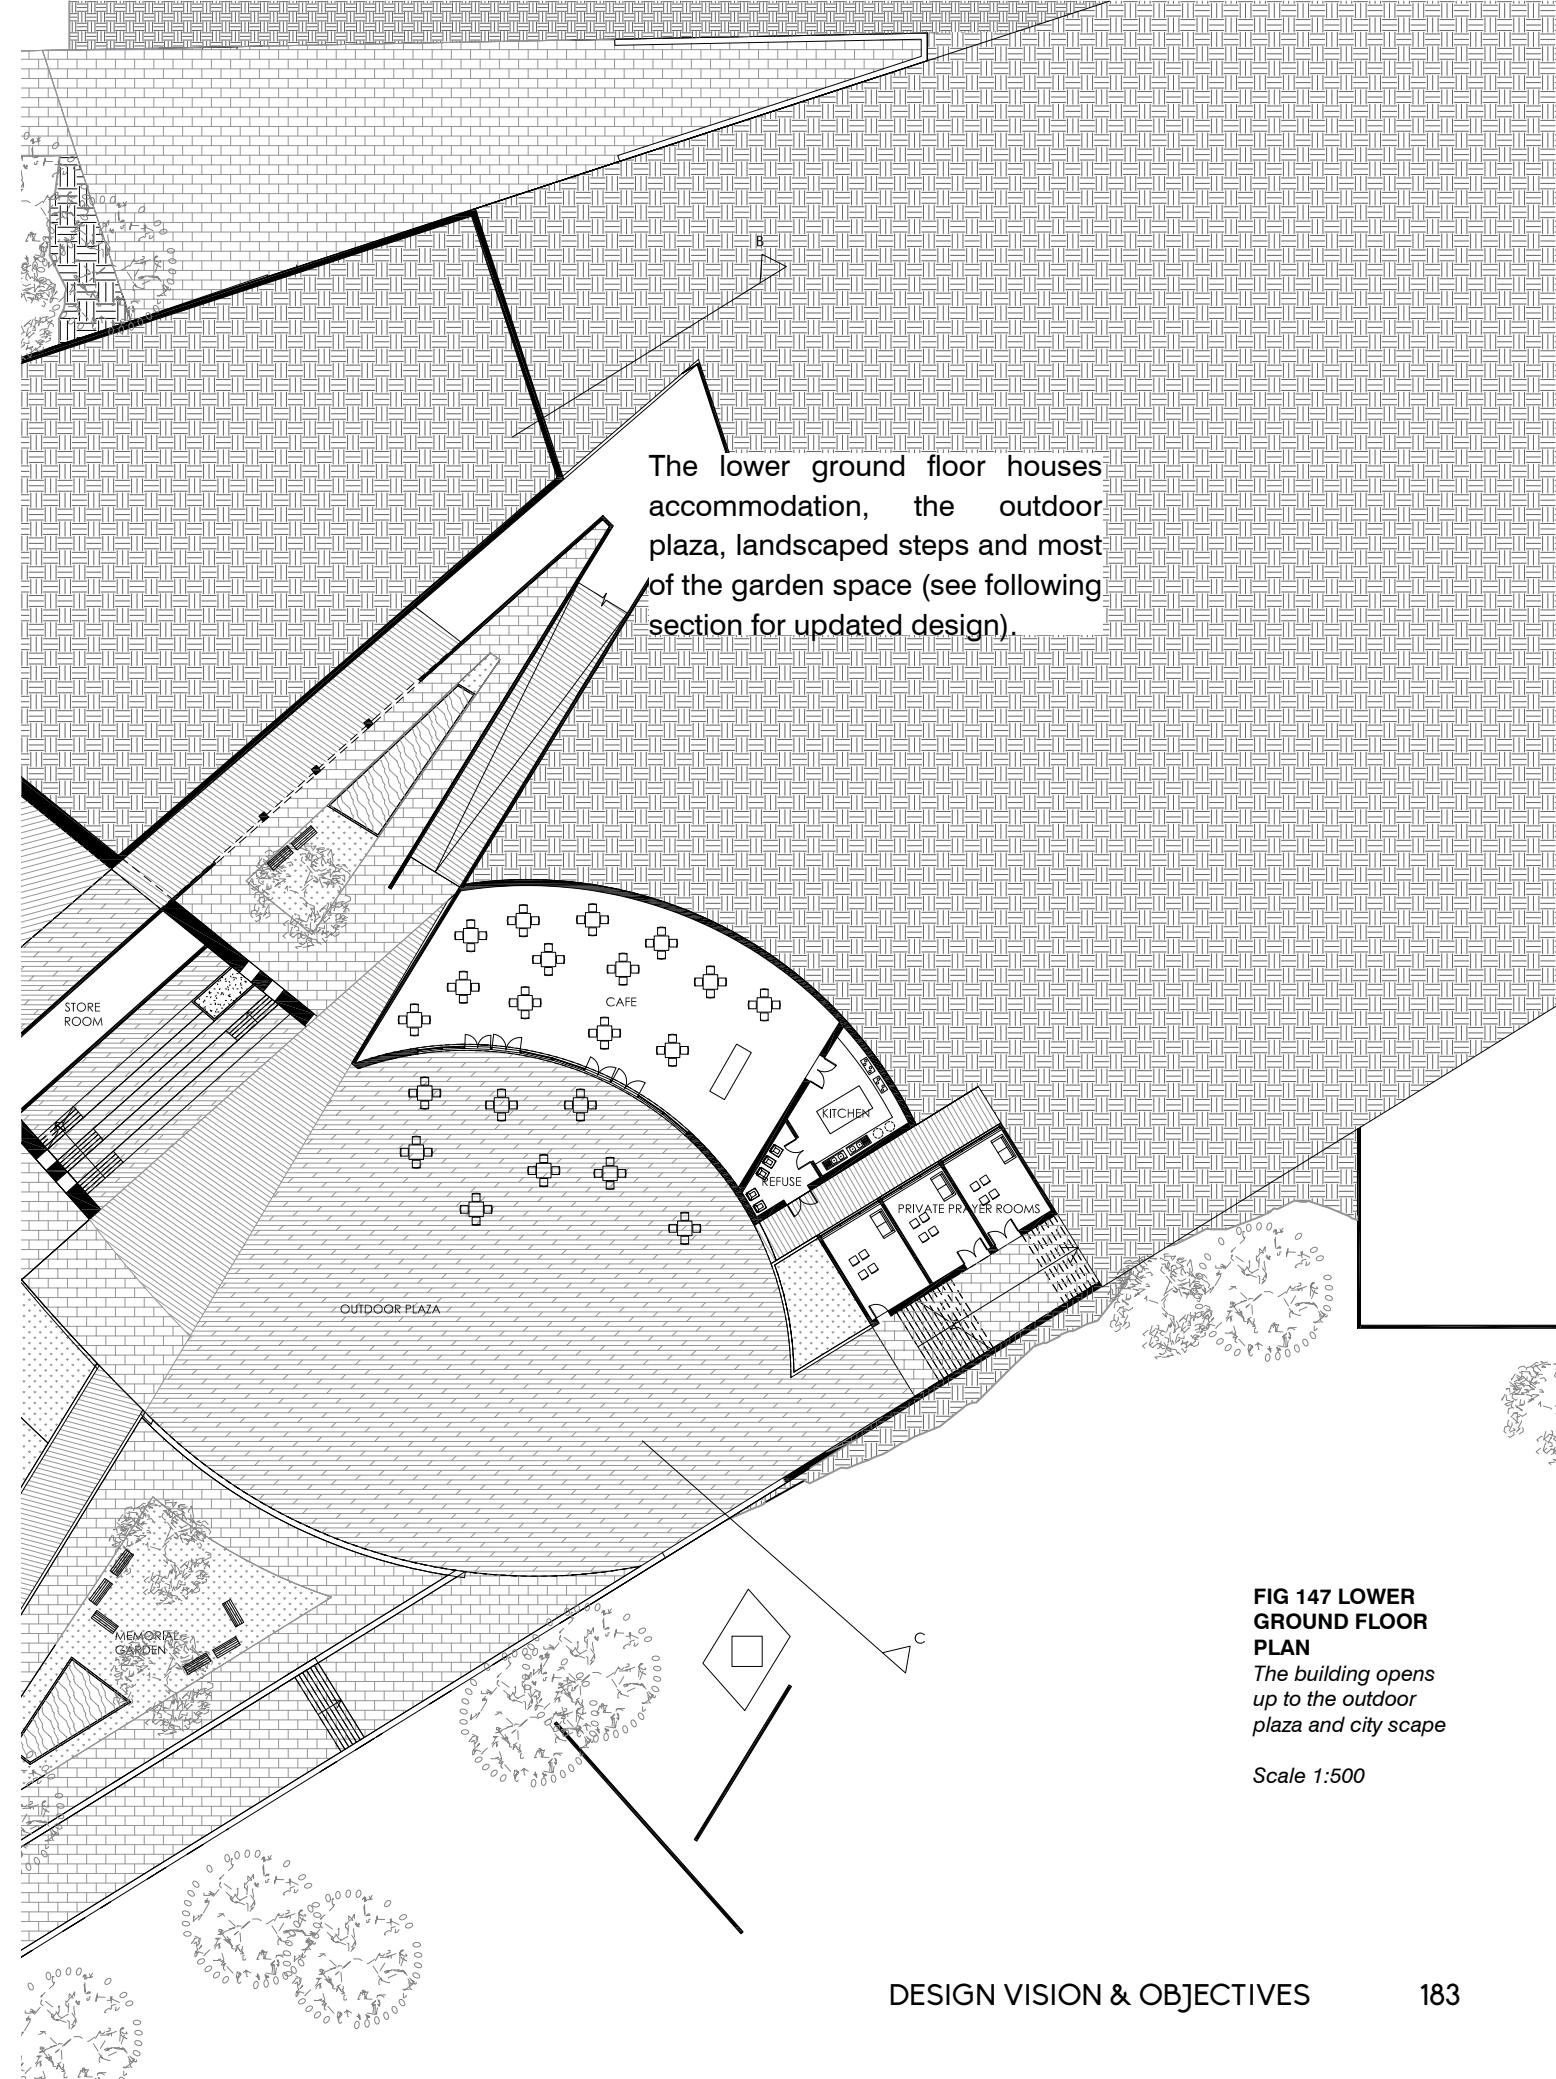 B
The lower ground floor houses
accommodation, the outdoor
plaza, landscaped steps and most
of the garden space (see following
section for updated design).
STORE
ROOM
CAFE
KITCHEN
REFUSE
PRIVATE PRAYER ROOMS
OUTDOOR PLAZA
MEMORIAL
GARDEN
C
FIG 147 LOWER
GROUND FLOOR
PLAN
The building opens
up to the outdoor
plaza and city scape
Scale 1:500
DESIGN VISION & OBJECTIVES 183